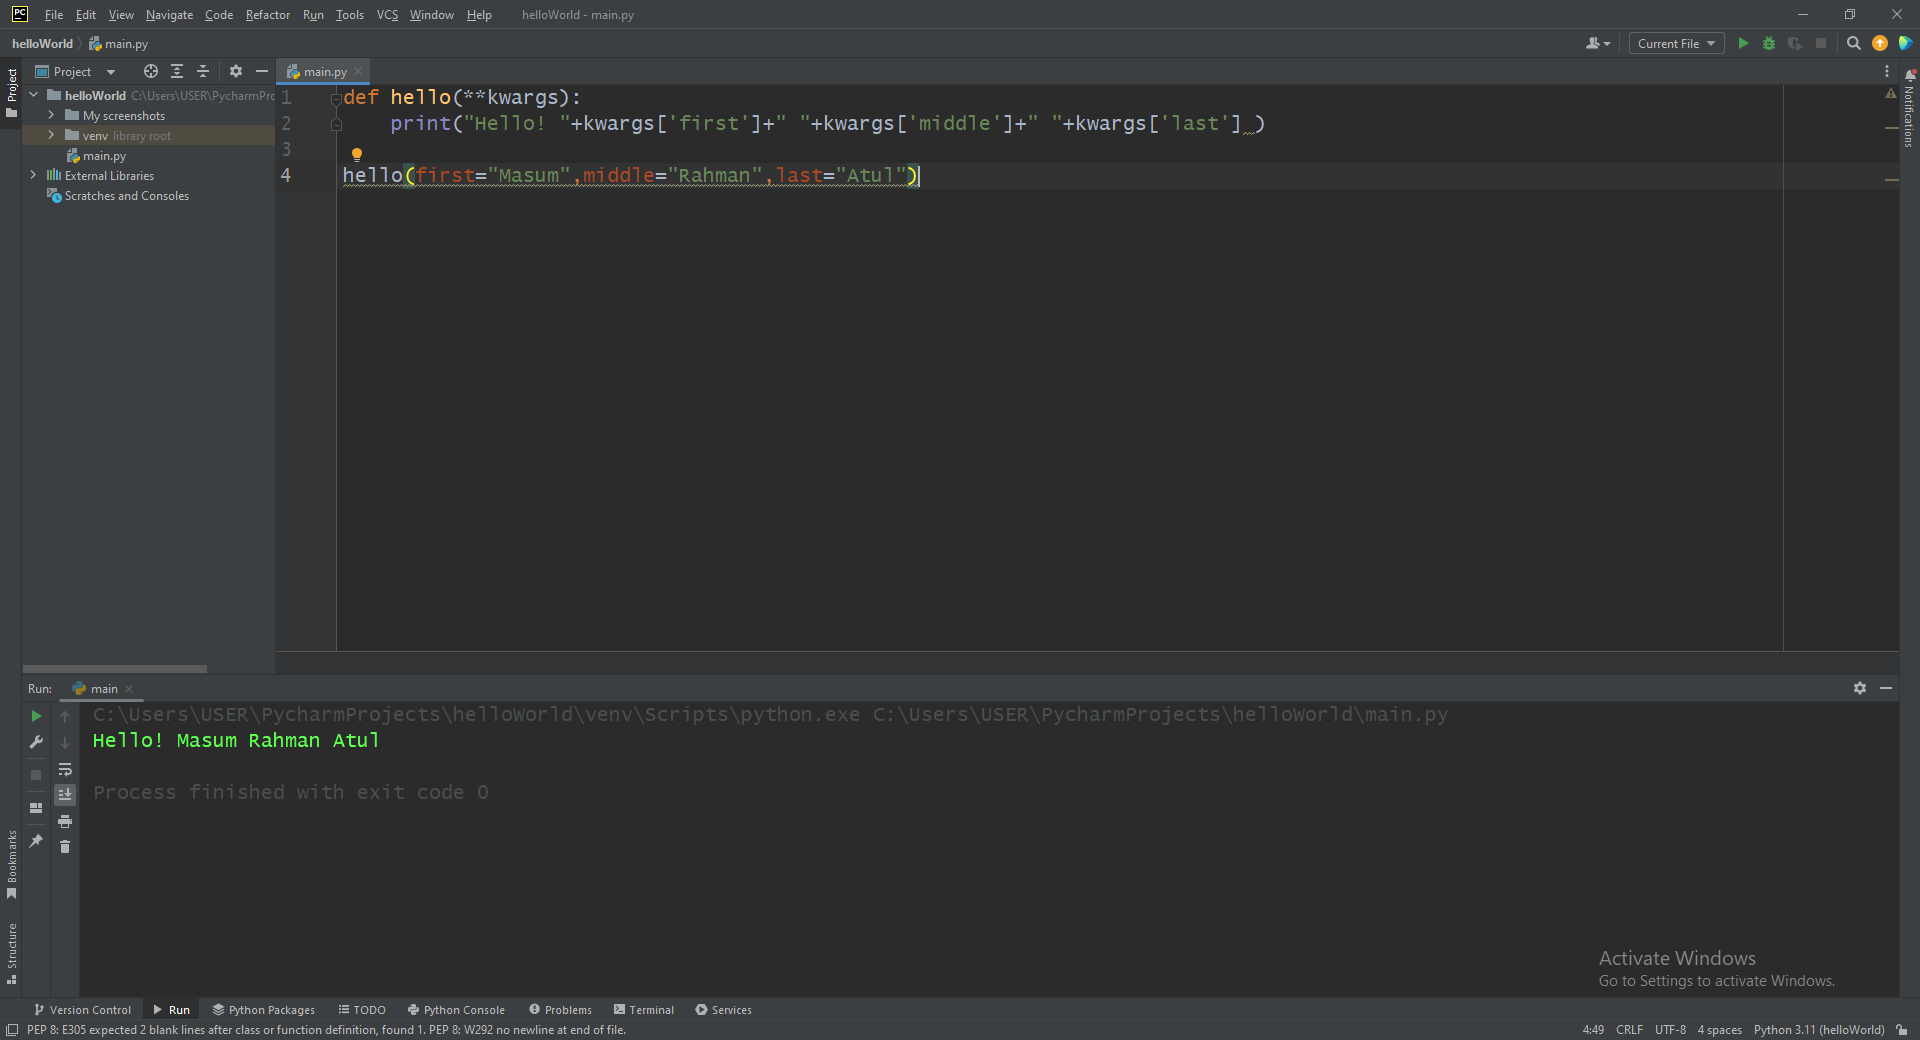 PC File Edit View Navigate Code Refactor Run Tools VCS Window Help helloWorld - main.py
helloWorld main.py Current File
Project main.py
helloWorld C:\Users\USER\PycharmPro
My screenshots
venv library root
main.py
External Libraries
Scratches and Consoles
Project
Bookmarks
Structure
Notifications
1 def hello(**kwargs):
2 print("Hello! "+kwargs['first']+" "+kwargs['middle']+" "+kwargs['last'] )
3
4 hello(first="Masum",middle="Rahman",last="Atul")
Run: main
C:\Users\USER\PycharmProjects\helloWorld\venv\Scripts\python.exe C:\Users\USER\PycharmProjects\helloWorld\main.py
Hello! Masum Rahman Atul
Process finished with exit code 0
Activate Windows
Go to Settings to activate Windows.
Version Control Run Python Packages TODO Python Console Problems Terminal Services
PEP 8: E305 expected 2 blank lines after class or function definition, found 1. PEP 8: W292 no newline at end of file. 4:49 CRLF UTF-8 4 spaces Python 3.11 (helloWorld)